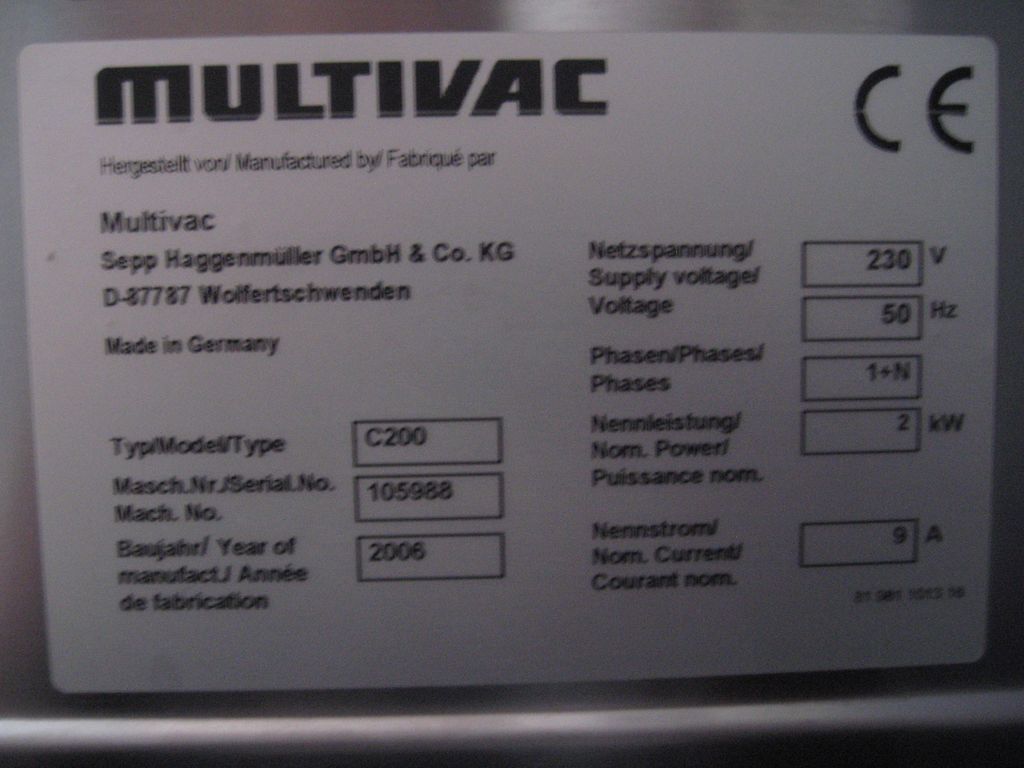 MULTIVAC
CE
Hergestellt von/ Manufactured by/ Fabriqué par
Multivac
Sepp Haggenmüller GmbH & Co. KG
D-87787 Wolfertschwenden
Made in Germany
Typ/Model/Type C200
Masch.Nr./Serial.No. 105988
Mach. No.
Baujahr/ Year of 2006
manufact./ Année
de fabrication
Netzspannung/ 230 V
Supply voltage/
Voltage 50 Hz
Phasen/Phases/ 1+N
Phases
Nennleistung/ 2 kW
Nom. Power/
Puissance nom.
Nennstrom/ 9 A
Nom. Current/
Courant nom.